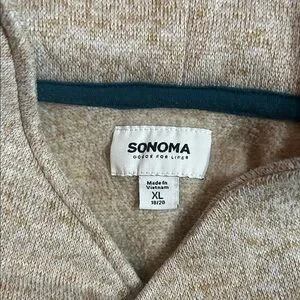 SONOMA
GOODS FOR LIFE®
Made in
Vietnam
XL
18/20